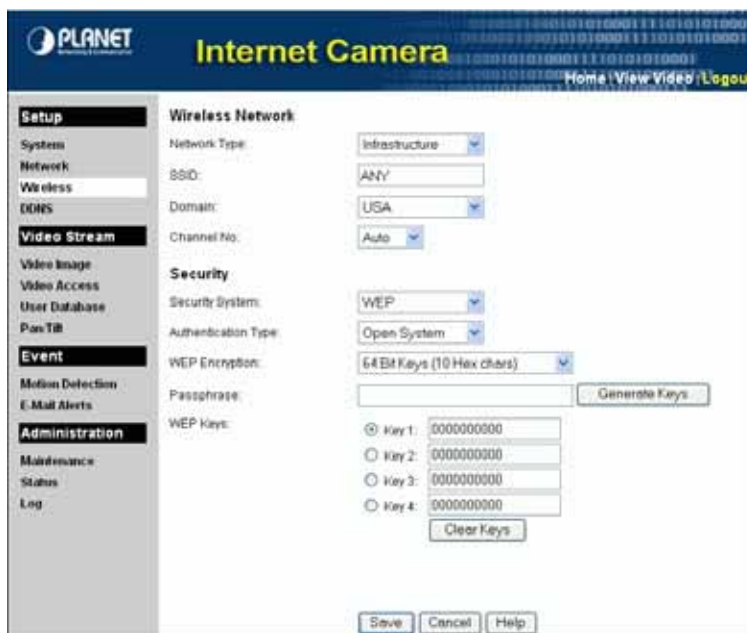 PLANET
Internet Camera
Home | View Video | Logou
Setup
System
Network
Wireless
DDNS
Video Stream
Video Image
Video Access
User Database
Pan Tilt
Event
Motion Detection
E-Mail Alerts
Administration
Maintenance
Status
Log
Wireless Network
Network Type: Infrastructure
SSID: ANY
Domain: USA
Channel No. Auto
Security
Security System: WEP
Authentication Type: Open System
WEP Encryption: 64 Bit Keys (10 Hex chars)
Passphrase: Generate Keys
WEP Keys:
Key 1: 0000000000
Key 2: 0000000000
Key 3: 0000000000
Key 4: 0000000000
Clear Keys
Save Cancel Help